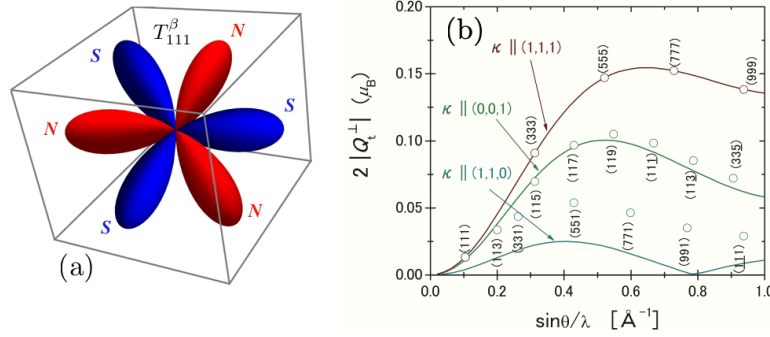 (a)
T^β_111
N
S
N
S
S
N
(b)
2 |Q_t^⊥| (μ_B)
0.20
0.15
0.10
0.05
0.00
κ ∥ (1,1,1)
κ ∥ (0,0,1)
κ ∥ (1,1,0)
(111)
(113)
(331)
(333)
(115)
(117)
(551)
(555)
(119)
(771)
(111)
(777)
(113)
(991)
(335)
(999)
(111)
0.0 0.2 0.4 0.6 0.8 1.0
sinθ/λ [Å⁻¹]